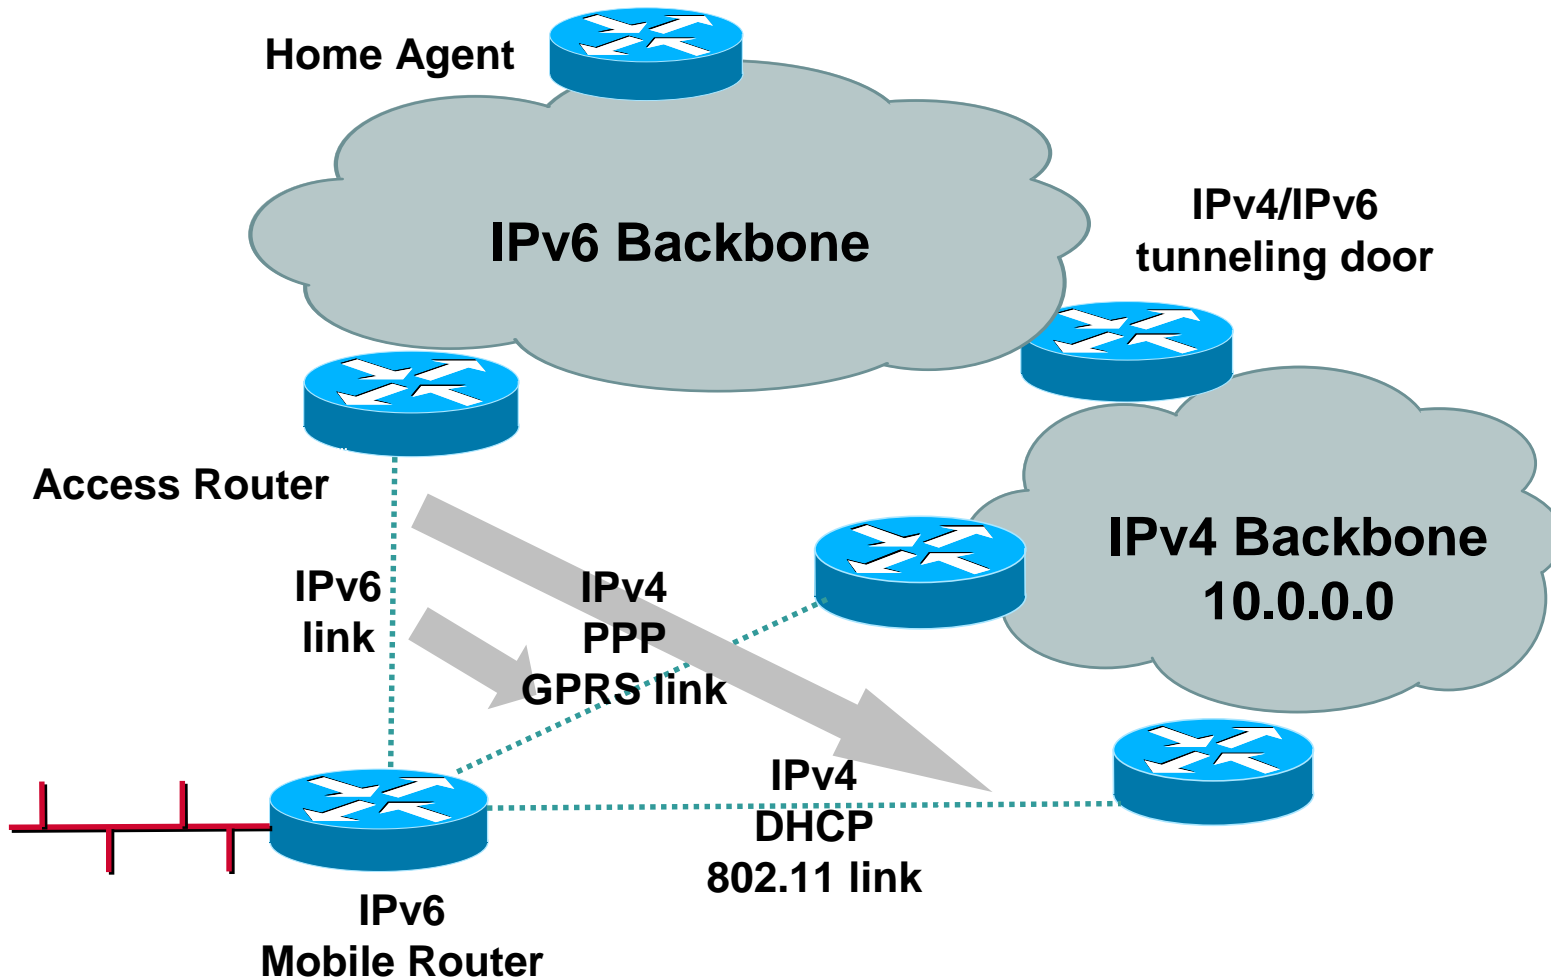 Home Agent
IPv6 Backbone
IPv4/IPv6
tunneling door
Access Router
IPv4 Backbone
10.0.0.0
IPv6
link
IPv4
PPP
GPRS link
IPv4
DHCP
802.11 link
IPv6
Mobile Router